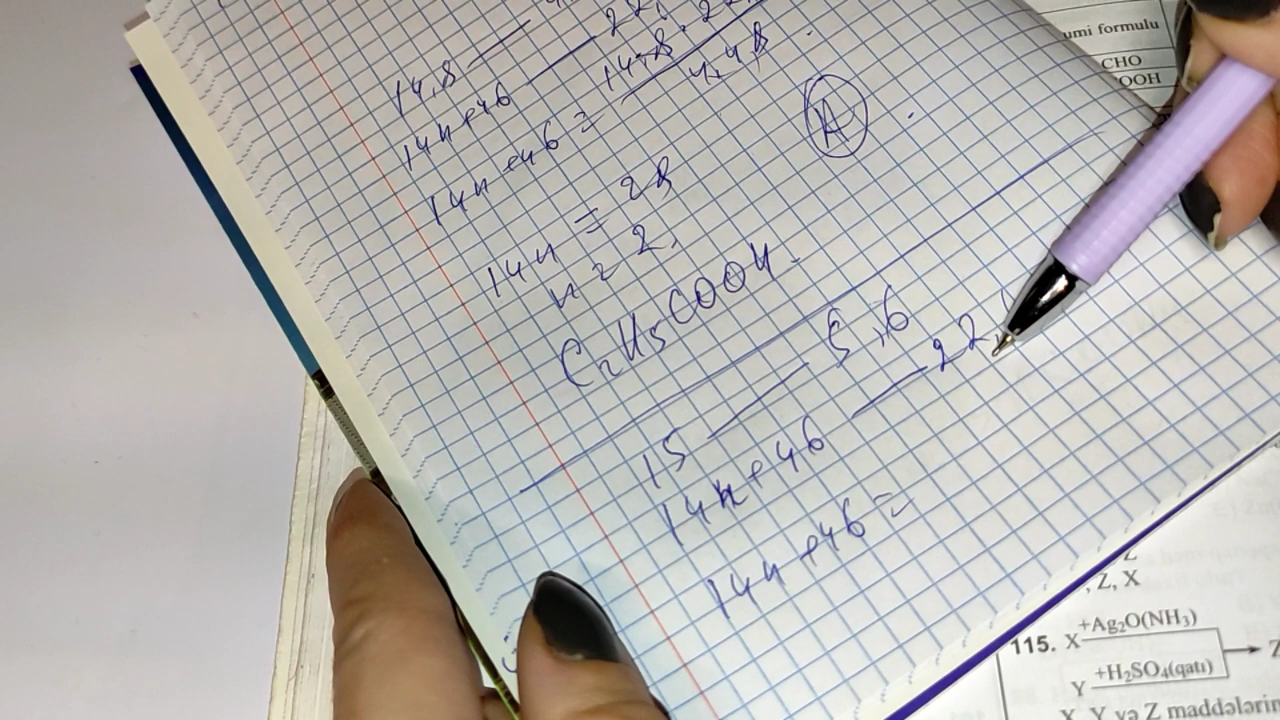 14,8 — 4,
14n+46 — 22,
14n+46 = 14,8 · 22,
4,48
14n = 28
n = 2,
C2H5COOH.
A
15 — 5,6
14n+46 — 22,
14n+46 =
umi formulu
CHO
OOH
Z
, Z, X
115. X +Ag₂O(NH₃)
Y +H₂SO₄(qatı) → Z
X, Y və Z maddələrin